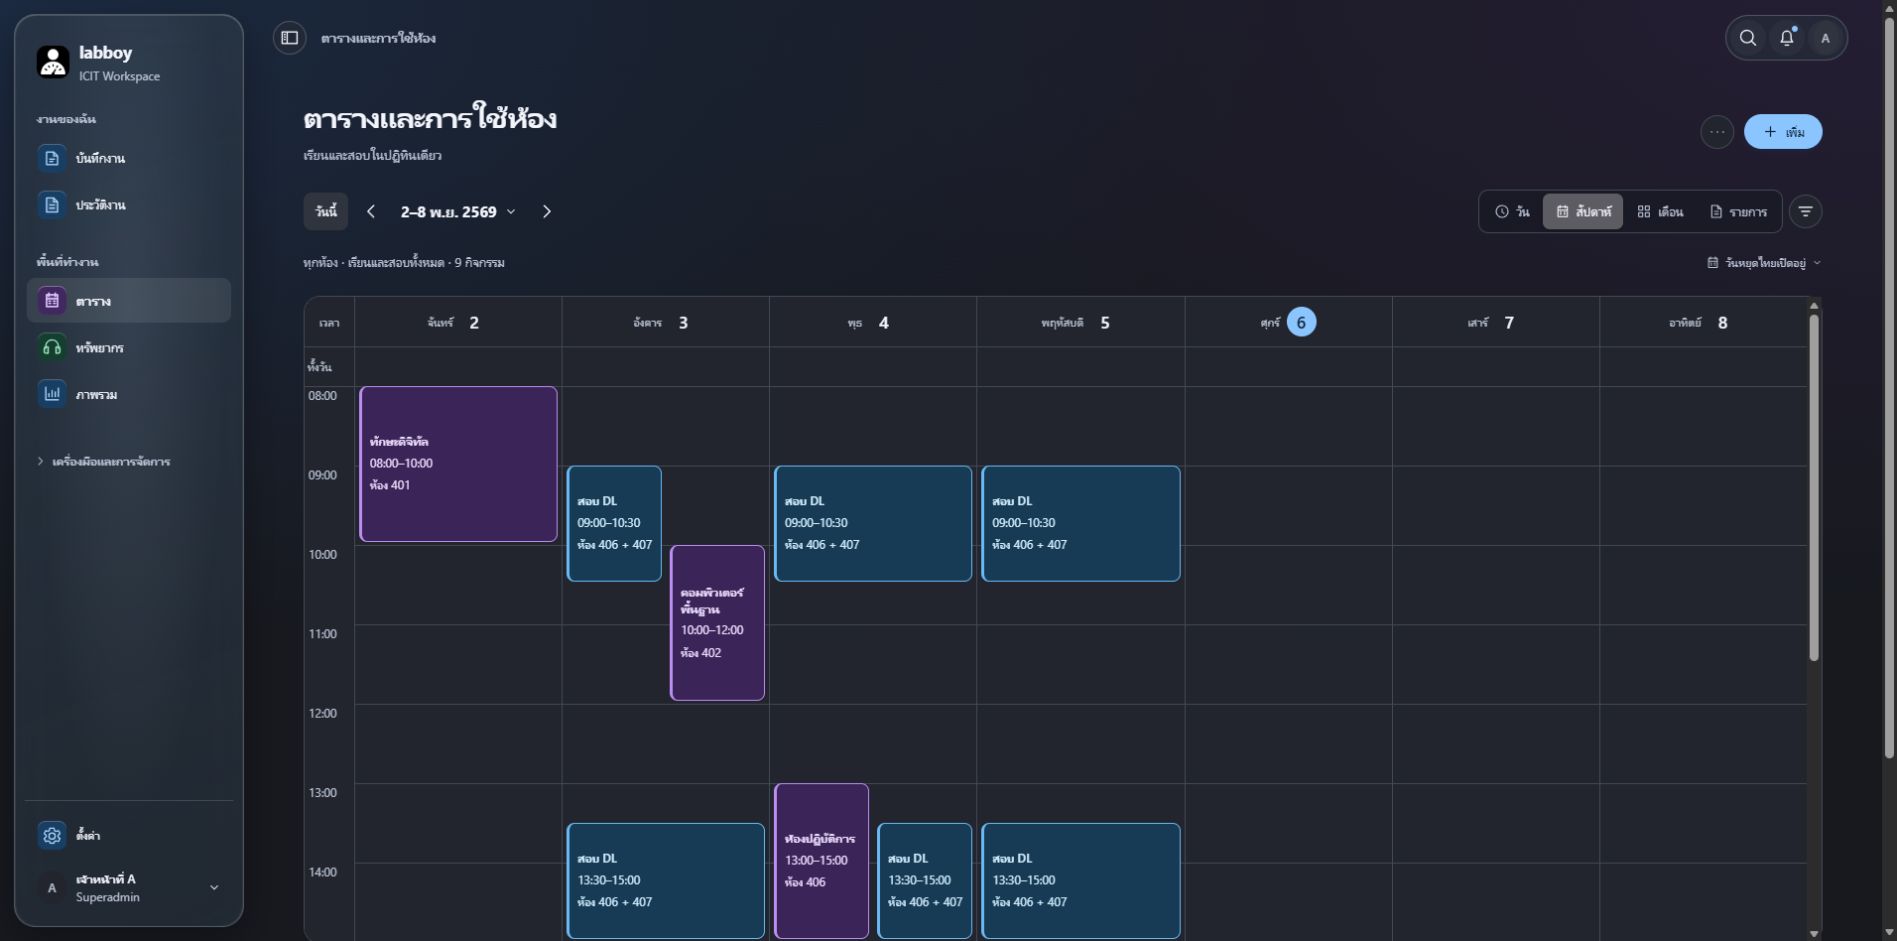 labboy
ICIT Workspace
งานของฉัน
บันทึกงาน
ประวัติงาน
พื้นที่ทำงาน
ตาราง
ทรัพยากร
ภาพรวม
เครื่องมือและการจัดการ
ตั้งค่า
A
เจ้าหน้าที่ A
Superadmin
ตารางและการใช้ห้อง
A
ตารางและการใช้ห้อง
เรียนและสอบในปฏิทินเดียว
+ เพิ่ม
วันนี้
2–8 พ.ย. 2569
วัน
สัปดาห์
เดือน
รายการ
ทุกห้อง · เรียนและสอบทั้งหมด · 9 กิจกรรม
วันหยุดไทยเปิดอยู่
เวลา
จันทร์ 2
อังคาร 3
พุธ 4
พฤหัสบดี 5
ศุกร์ 6
เสาร์ 7
อาทิตย์ 8
ทั้งวัน
08:00
09:00
10:00
11:00
12:00
13:00
14:00
ทักษะดิจิทัล
08:00–10:00
ห้อง 401
สอบ DL
09:00–10:30
ห้อง 406 + 407
คอมพิวเตอร์
พื้นฐาน
10:00–12:00
ห้อง 402
สอบ DL
13:30–15:00
ห้อง 406 + 407
สอบ DL
09:00–10:30
ห้อง 406 + 407
ห้องปฏิบัติการ
13:00–15:00
ห้อง 406
สอบ DL
13:30–15:00
ห้อง 406 + 407
สอบ DL
09:00–10:30
ห้อง 406 + 407
สอบ DL
13:30–15:00
ห้อง 406 + 407